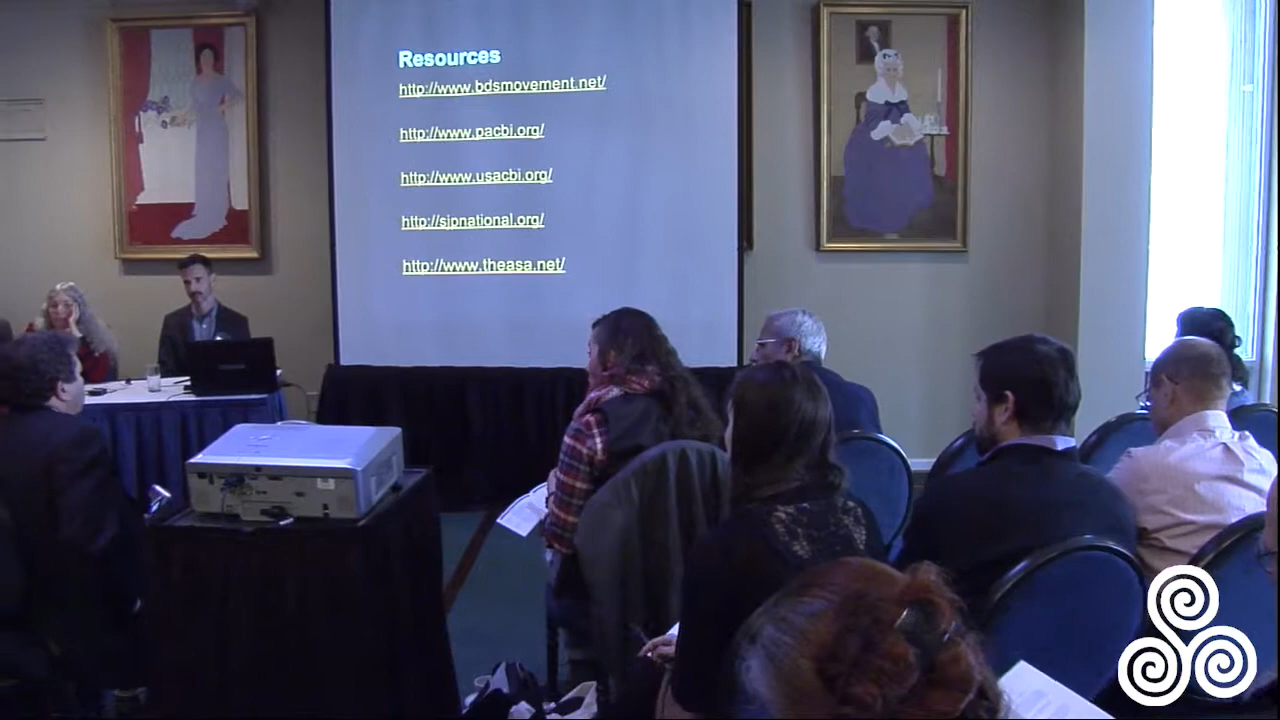 Resources
http://www.bdsmovement.net/
http://www.pacbi.org/
http://www.usacbi.org/
http://sjpnational.org/
http://www.theasa.net/